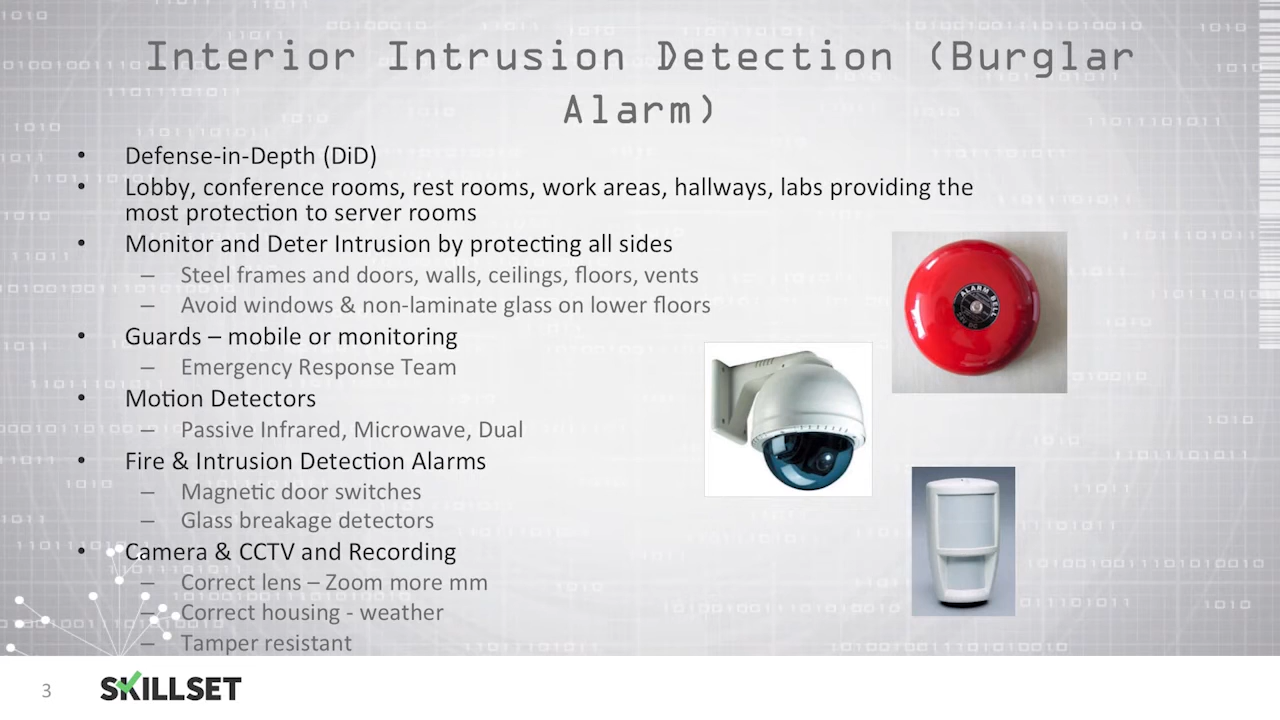 Interior Intrusion Detection (Burglar
Alarm)
• Defense-in-Depth (DiD)
• Lobby, conference rooms, rest rooms, work areas, hallways, labs providing the
most protection to server rooms
• Monitor and Deter Intrusion by protecting all sides
– Steel frames and doors, walls, ceilings, floors, vents
– Avoid windows & non-laminate glass on lower floors
• Guards – mobile or monitoring
– Emergency Response Team
• Motion Detectors
– Passive Infrared, Microwave, Dual
• Fire & Intrusion Detection Alarms
– Magnetic door switches
– Glass breakage detectors
• Camera & CCTV and Recording
– Correct lens – Zoom more mm
– Correct housing - weather
– Tamper resistant
ALARM BELL
3
SKILLSET